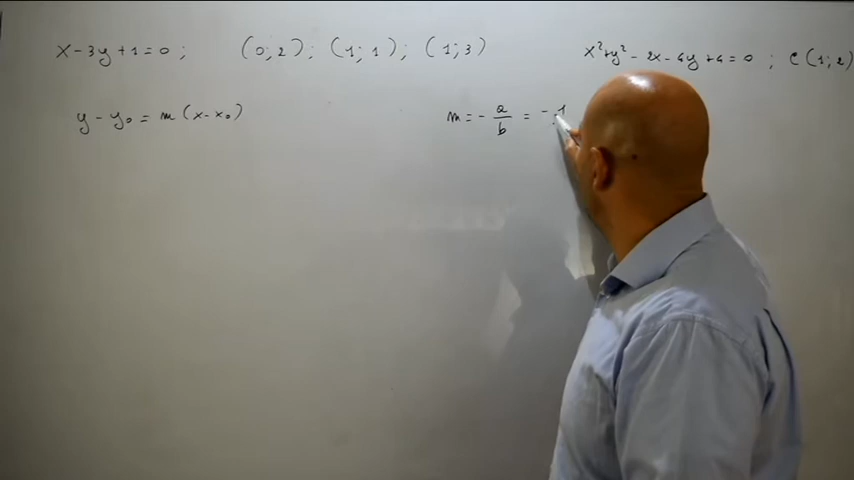 x-3y+1=0 ; (0;2); (1;1); (1;3) x²+y²-2x-4y+4=0 ; C(1;2)
y-y₀=m(x-x₀) m=-a/b=-1